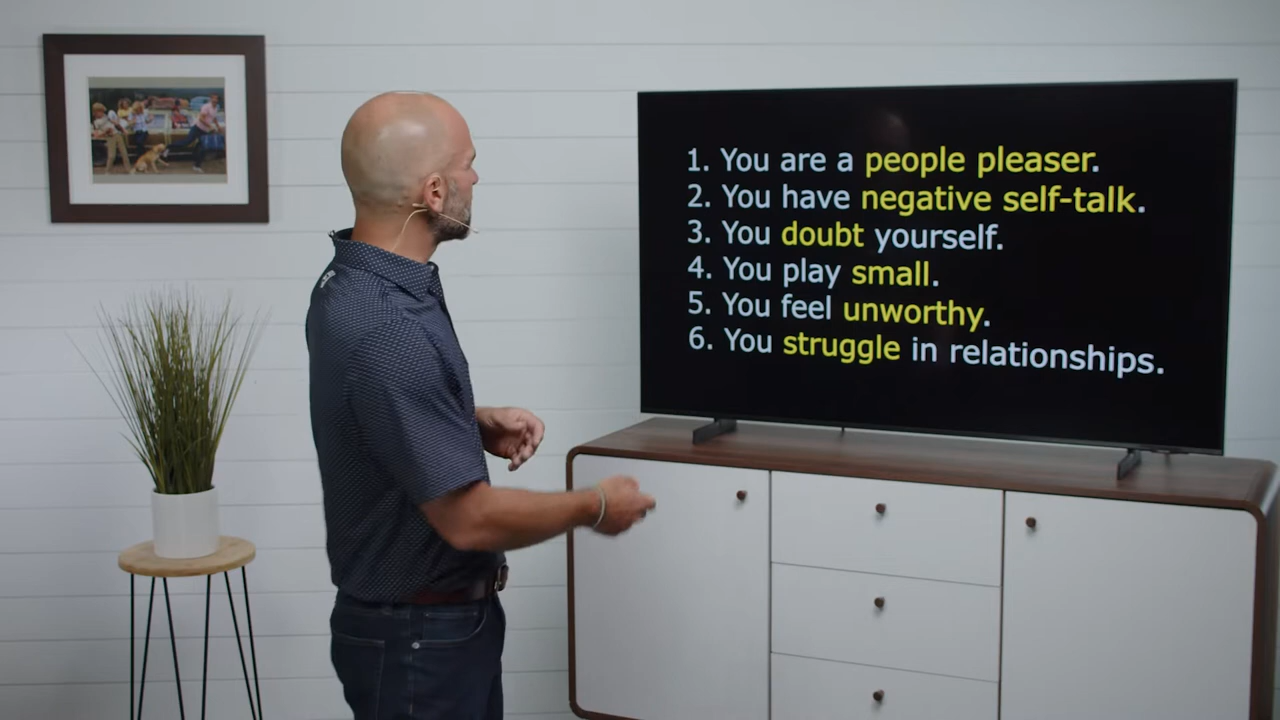 1. You are a people pleaser.
2. You have negative self-talk.
3. You doubt yourself.
4. You play small.
5. You feel unworthy.
6. You struggle in relationships.